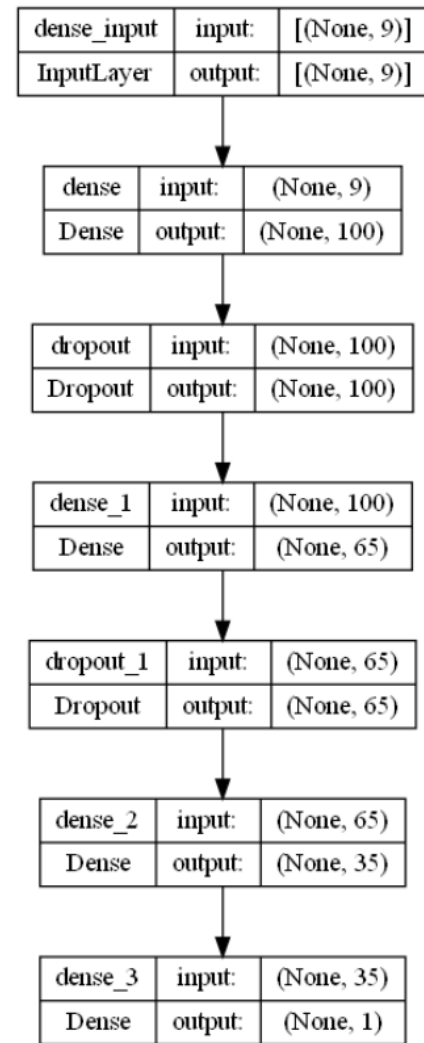 dense_input input: [(None, 9)]
InputLayer output: [(None, 9)]
dense input: (None, 9)
Dense output: (None, 100)
dropout input: (None, 100)
Dropout output: (None, 100)
dense_1 input: (None, 100)
Dense output: (None, 65)
dropout_1 input: (None, 65)
Dropout output: (None, 65)
dense_2 input: (None, 65)
Dense output: (None, 35)
dense_3 input: (None, 35)
Dense output: (None, 1)